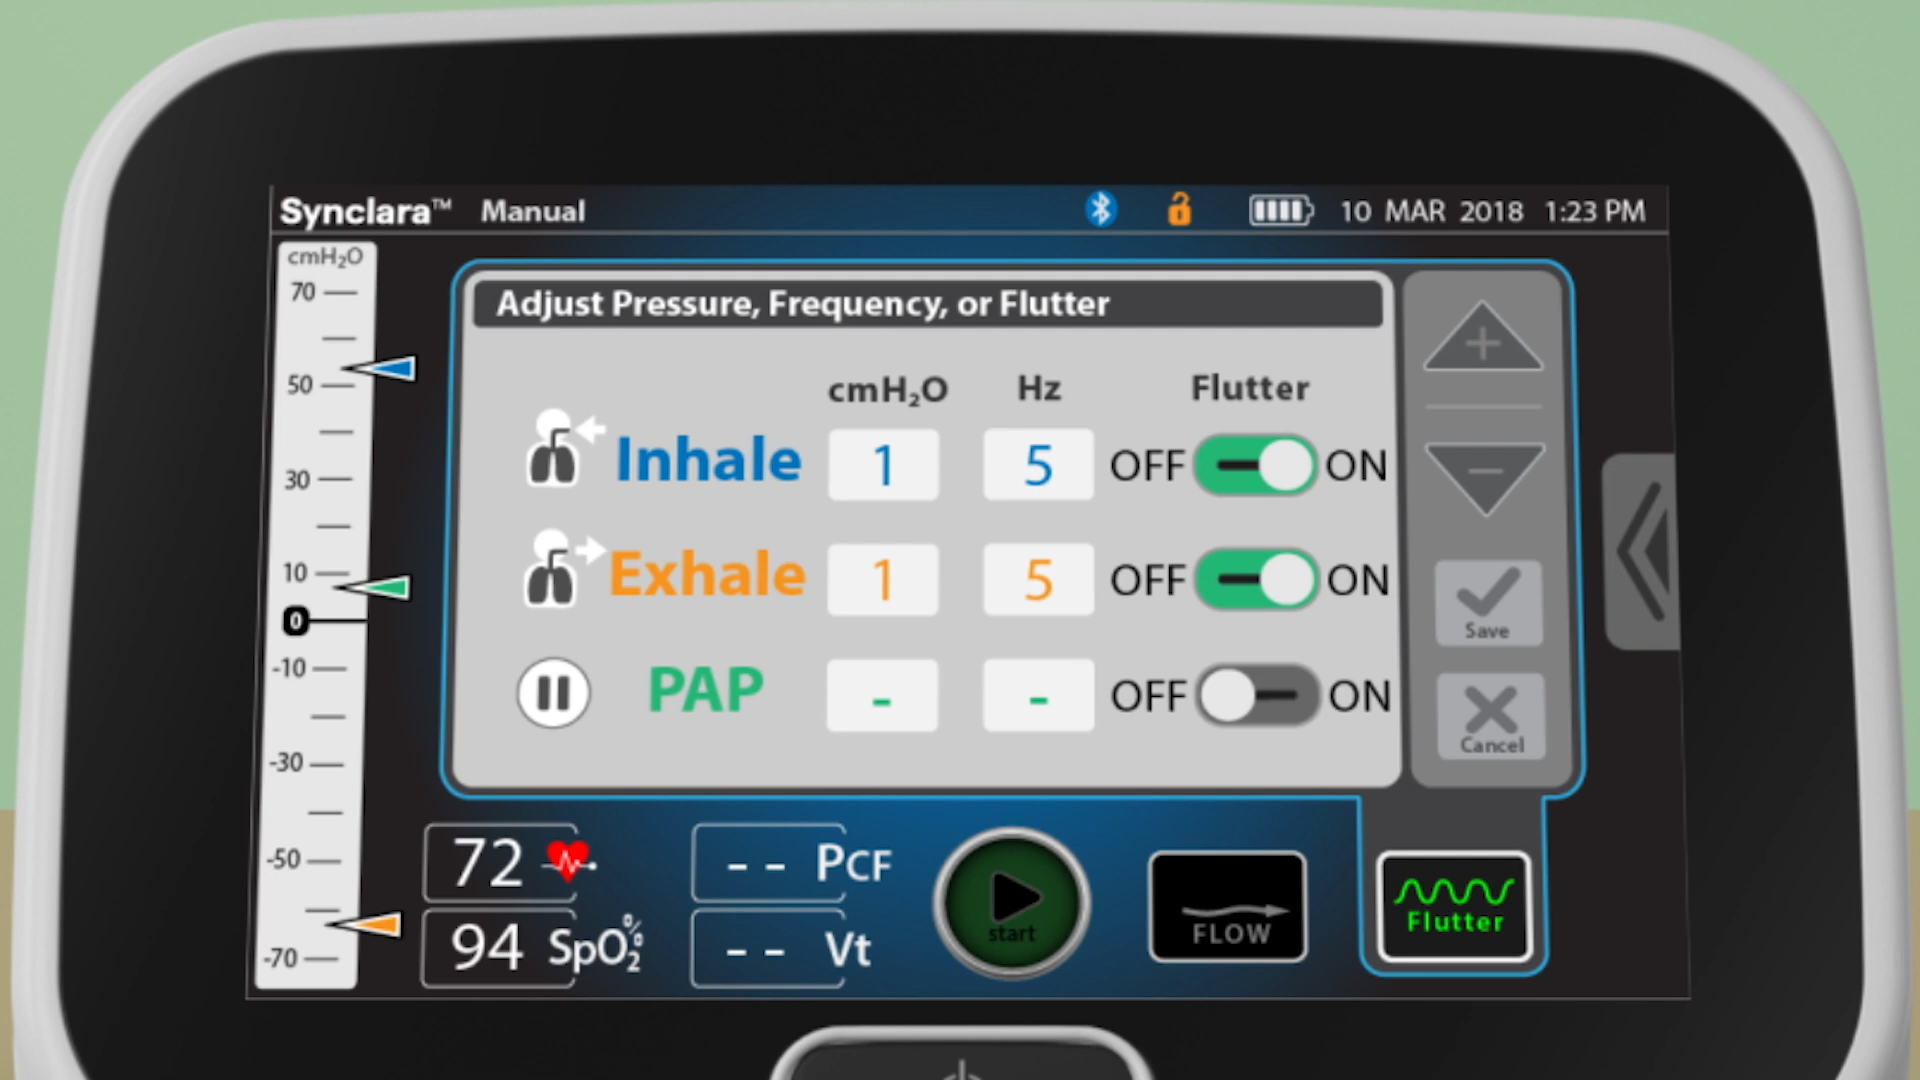 Synclara™ Manual 10 MAR 2018 1:23 PM
cmH₂O
70
50
30
10
0
-10
-30
-50
-70
Adjust Pressure, Frequency, or Flutter
cmH₂O Hz Flutter
Inhale 1 5 OFF ON
Exhale 1 5 OFF ON
PAP - - OFF ON
+
-
Save
Cancel
72 -- PCF
94 SpO₂% -- Vt
start
FLOW
Flutter